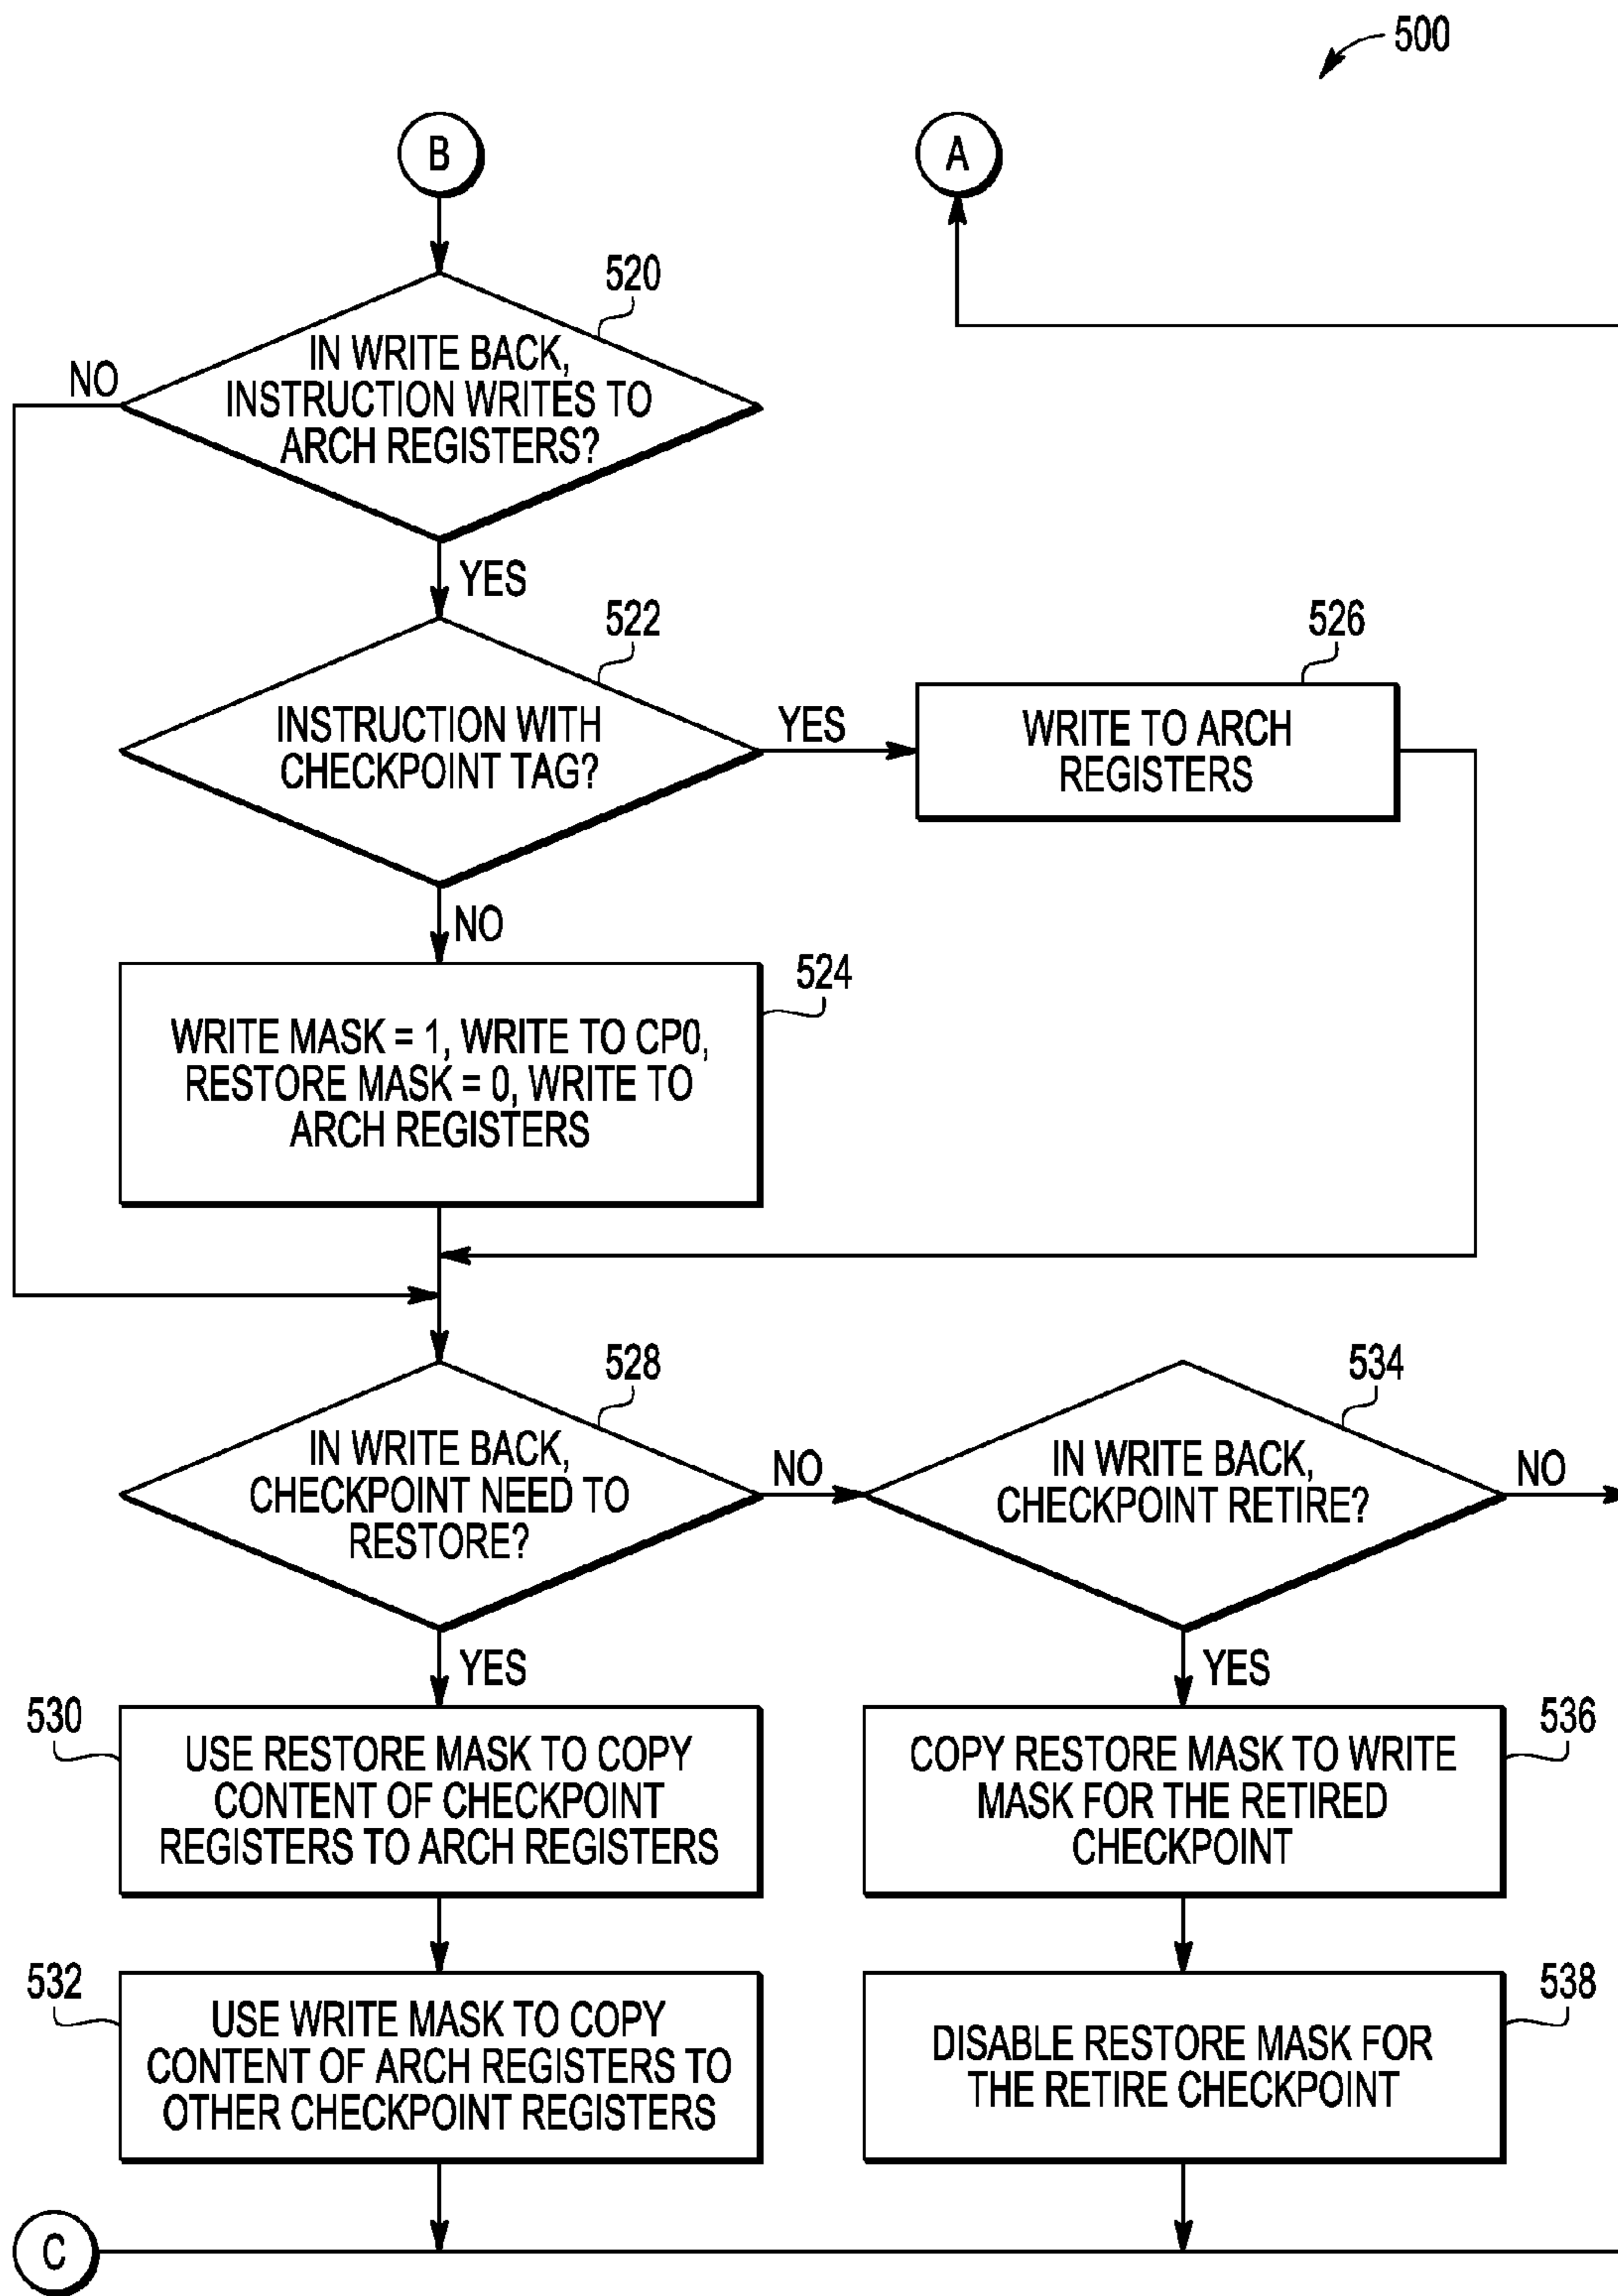 500
B
A
520
IN WRITE BACK,
INSTRUCTION WRITES TO
ARCH REGISTERS?
NO
YES
522
INSTRUCTION WITH
CHECKPOINT TAG?
YES
526
WRITE TO ARCH
REGISTERS
NO
524
WRITE MASK = 1, WRITE TO CP0,
RESTORE MASK = 0, WRITE TO
ARCH REGISTERS
528
IN WRITE BACK,
CHECKPOINT NEED TO
RESTORE?
NO
534
IN WRITE BACK,
CHECKPOINT RETIRE?
NO
YES
YES
530
USE RESTORE MASK TO COPY
CONTENT OF CHECKPOINT
REGISTERS TO ARCH REGISTERS
536
COPY RESTORE MASK TO WRITE
MASK FOR THE RETIRED
CHECKPOINT
532
USE WRITE MASK TO COPY
CONTENT OF ARCH REGISTERS TO
OTHER CHECKPOINT REGISTERS
538
DISABLE RESTORE MASK FOR
THE RETIRE CHECKPOINT
C